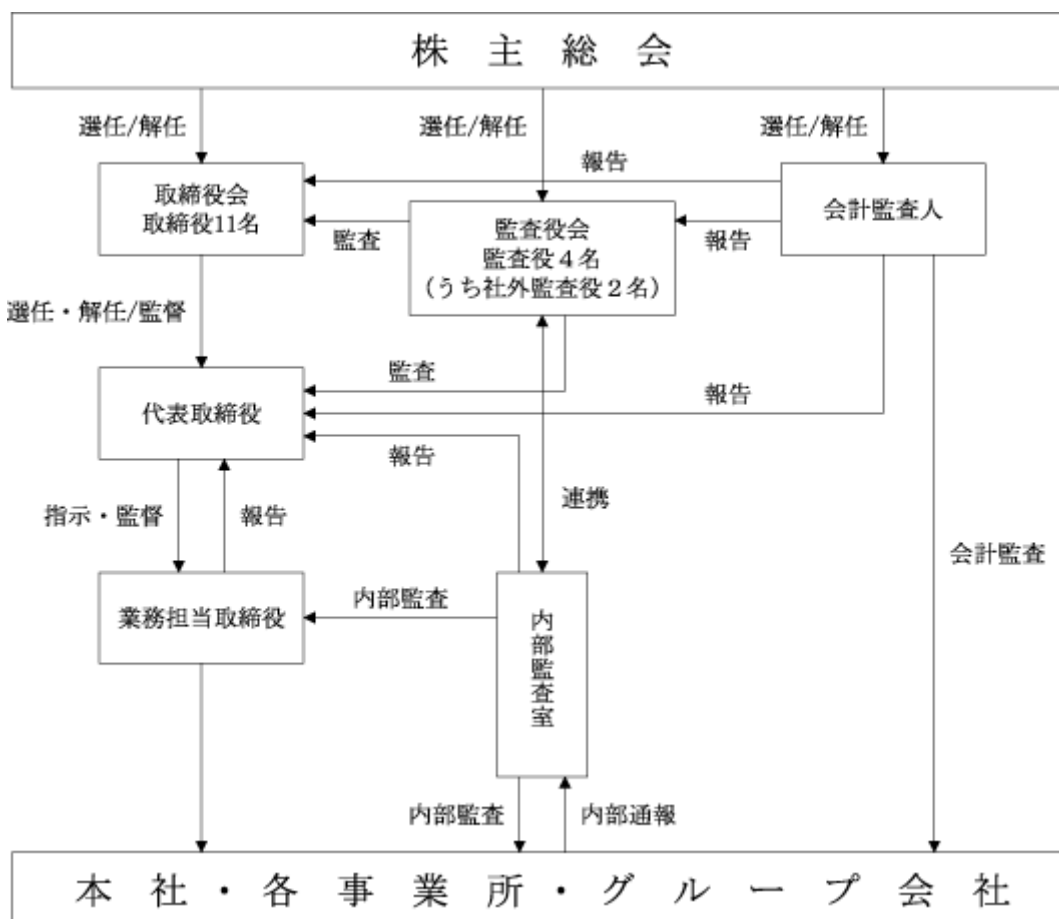 株主総会
選任/解任
選任/解任
選任/解任
報告
取締役会
取締役11名
会計監査人
監査
監査役会
監査役４名
（うち社外監査役２名）
報告
選任・解任/監督
監査
代表取締役
報告
報告
連携
指示・監督
報告
会計監査
業務担当取締役
内部監査
内部監査室
内部監査
内部通報
本社・各事業所・グループ会社